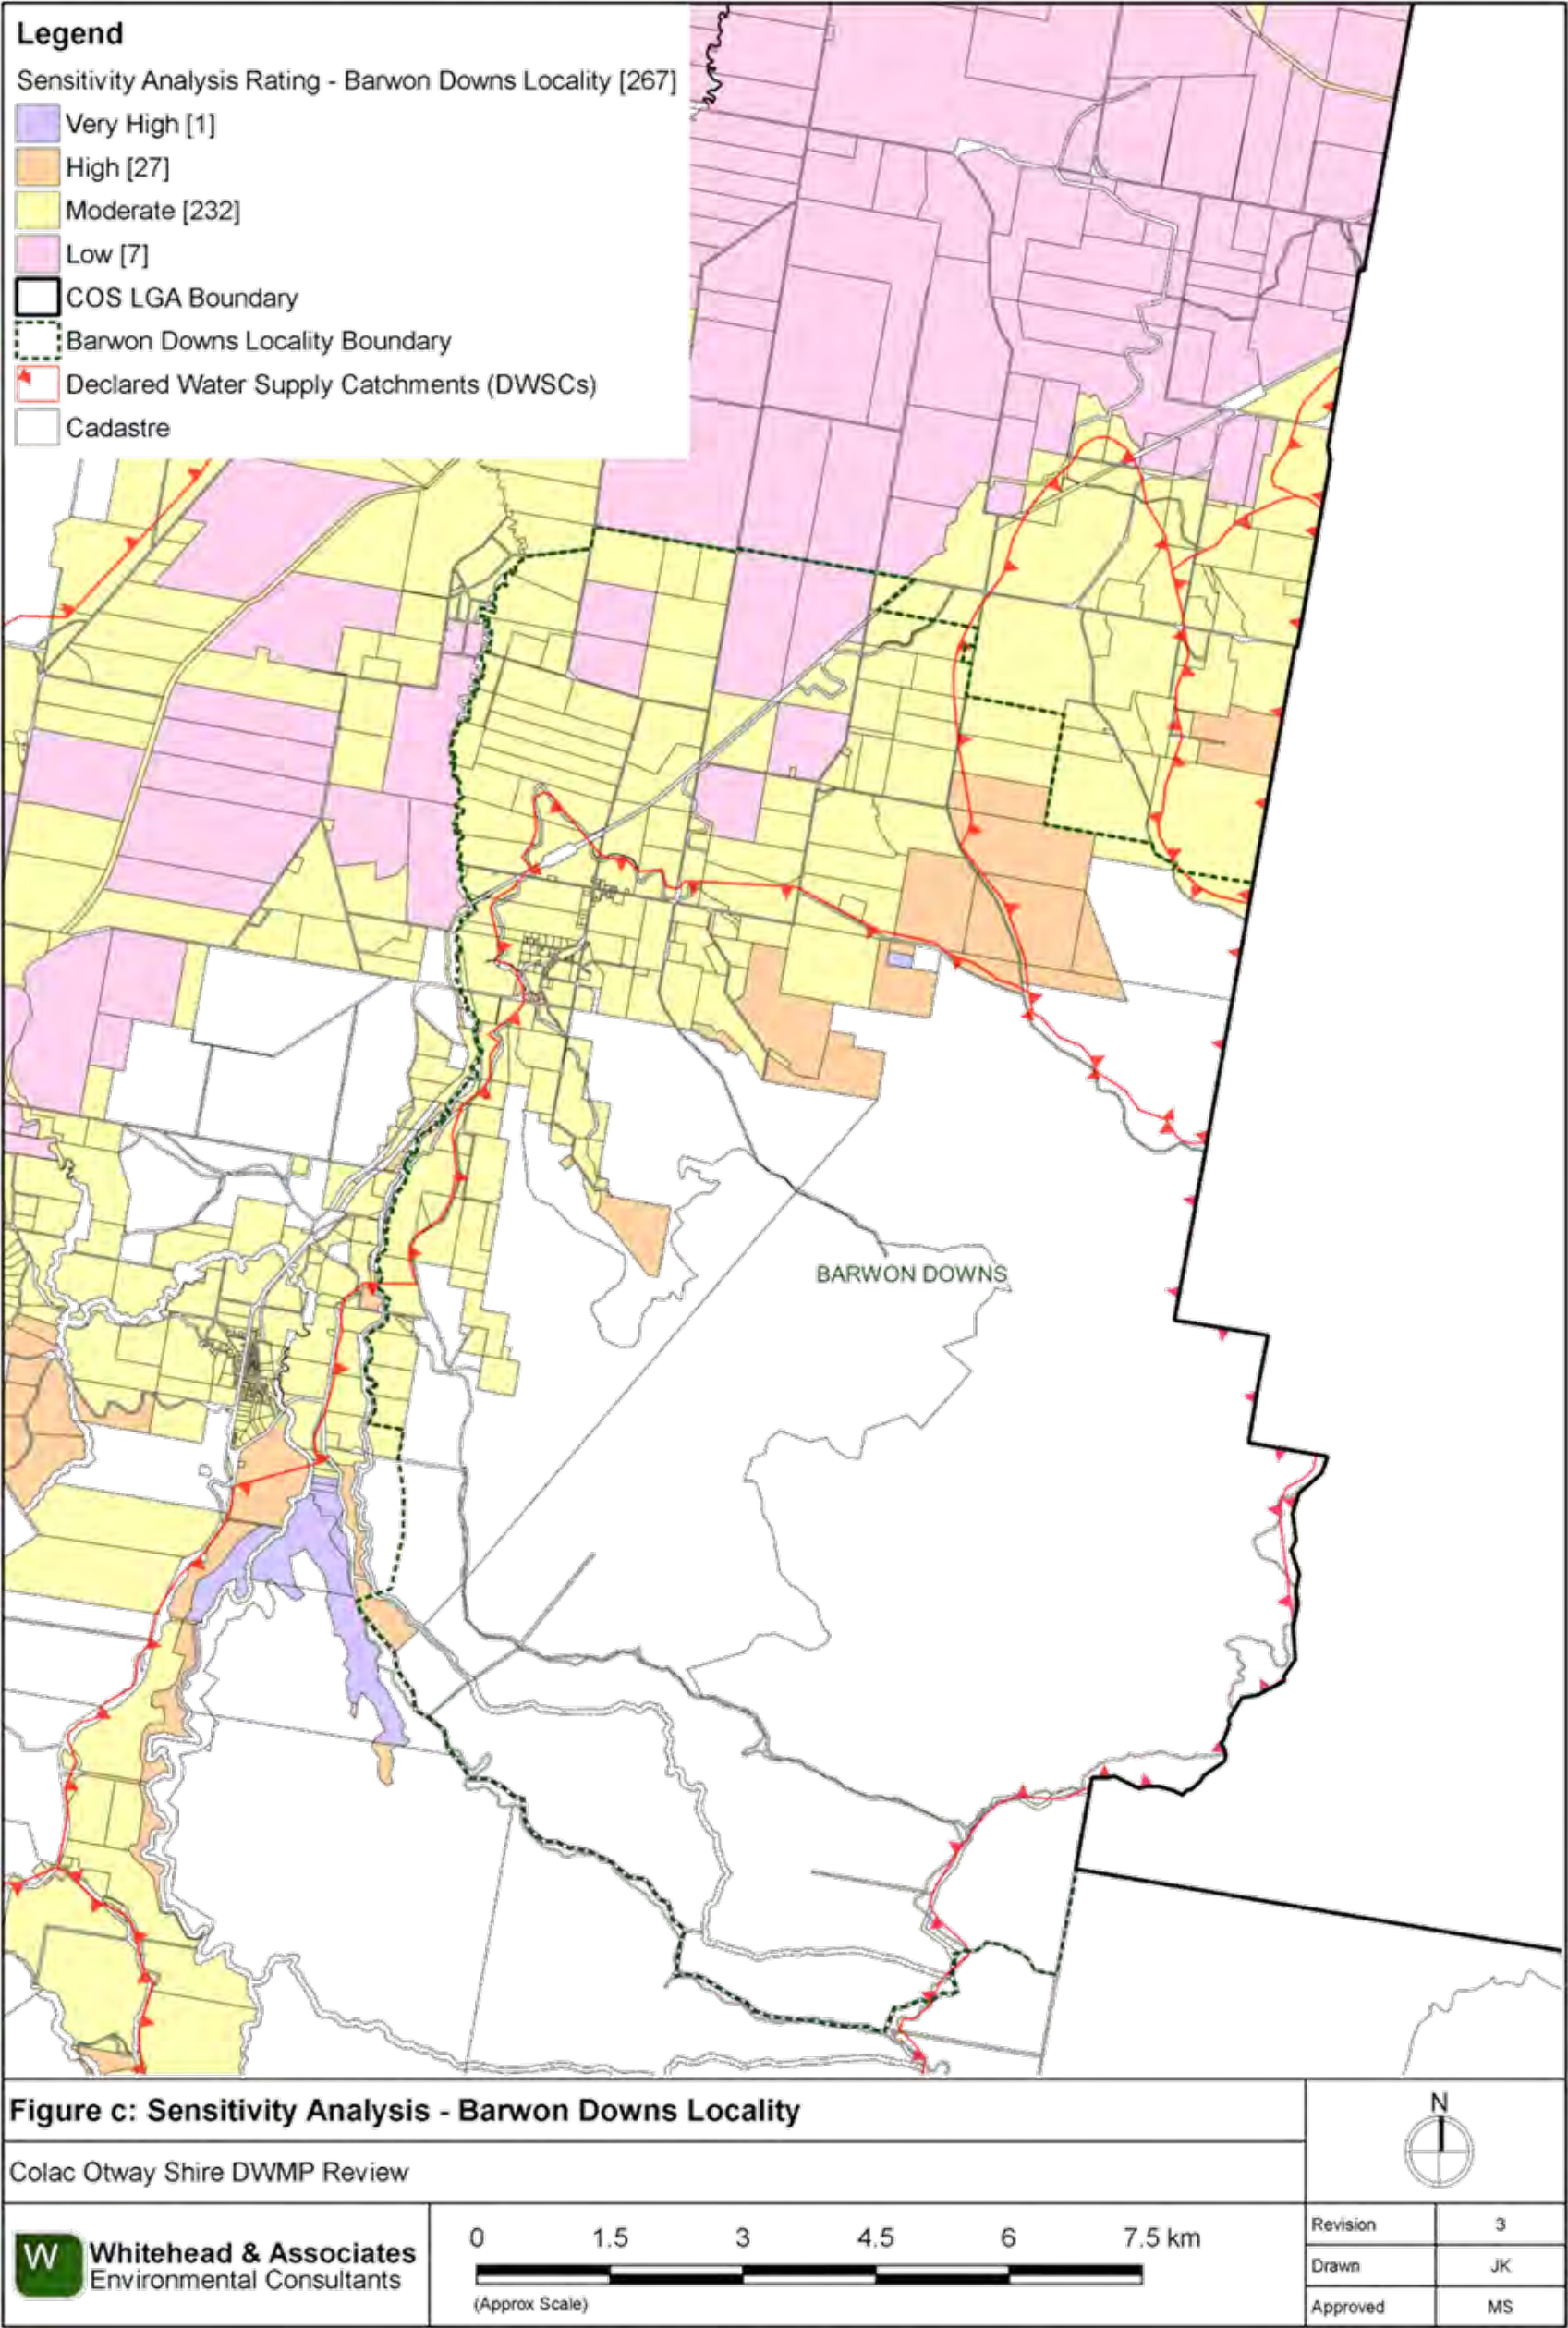 Legend
Sensitivity Analysis Rating - Barwon Downs Locality [267]
Very High [1]
High [27]
Moderate [232]
Low [7]
COS LGA Boundary
Barwon Downs Locality Boundary
Declared Water Supply Catchments (DWSCs)
Cadastre
BARWON DOWNS
Figure c: Sensitivity Analysis - Barwon Downs Locality
N
Colac Otway Shire DWMP Review
W
Whitehead & Associates
Environmental Consultants
0 1.5 3 4.5 6 7.5 km
(Approx Scale)
Revision 3
Drawn JK
Approved MS